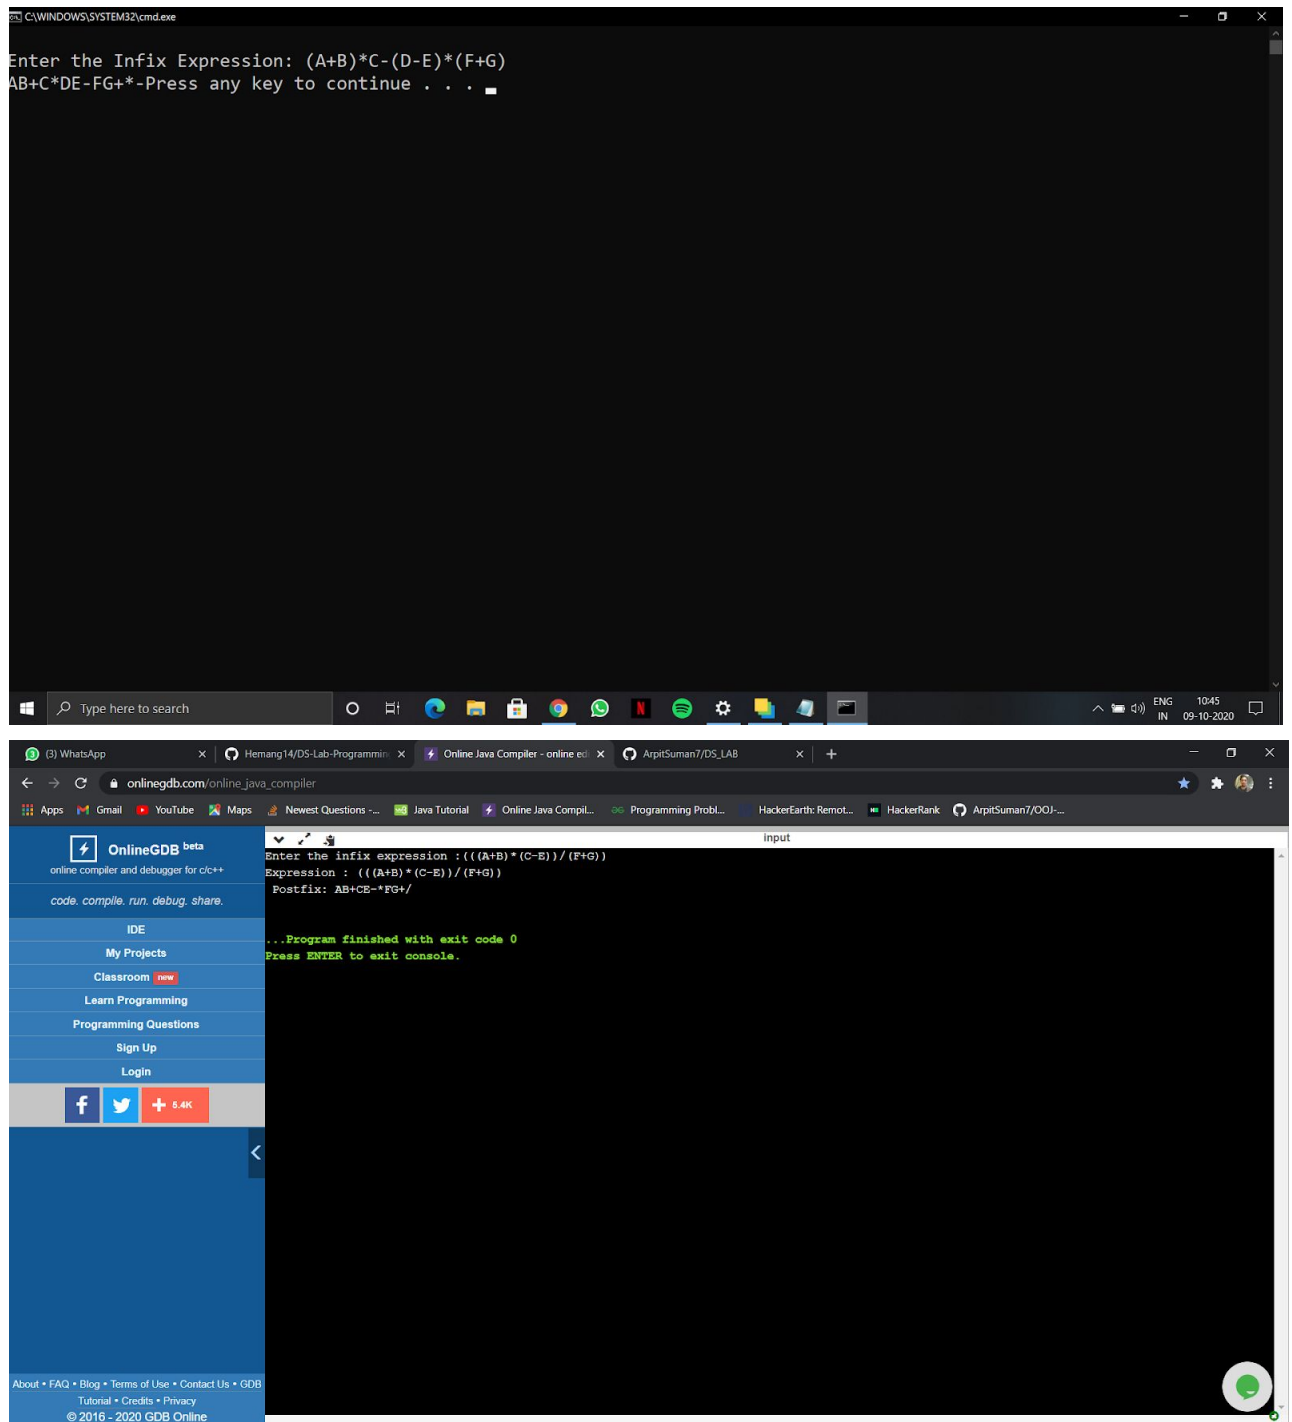 C:\WINDOWS\SYSTEM32\cmd.exe
Enter the Infix Expression: (A+B)*C-(D-E)*(F+G)
AB+C*DE-FG+*-Press any key to continue . . .
Type here to search
ENG
IN
10:45
09-10-2020
(3) WhatsApp
Hemang14/DS-Lab-Programmin
Online Java Compiler - online edi
ArpitSuman7/DS_LAB
onlinegdb.com/online_java_compiler
Apps
Gmail
YouTube
Maps
Newest Questions -...
Java Tutorial
Online Java Compil...
Programming Probl...
HackerEarth: Remot...
HackerRank
ArpitSuman7/OOJ-...
OnlineGDB beta
online compiler and debugger for c/c++
code. compile. run. debug. share.
IDE
My Projects
Classroom new
Learn Programming
Programming Questions
Sign Up
Login
5.4K
input
Enter the infix expression :(((A+B)*(C-E))/(F+G))
Expression : (((A+B)*(C-E))/(F+G))
Postfix: AB+CE-*FG+/
...Program finished with exit code 0
Press ENTER to exit console.
About • FAQ • Blog • Terms of Use • Contact Us • GDB
Tutorial • Credits • Privacy
© 2016 - 2020 GDB Online